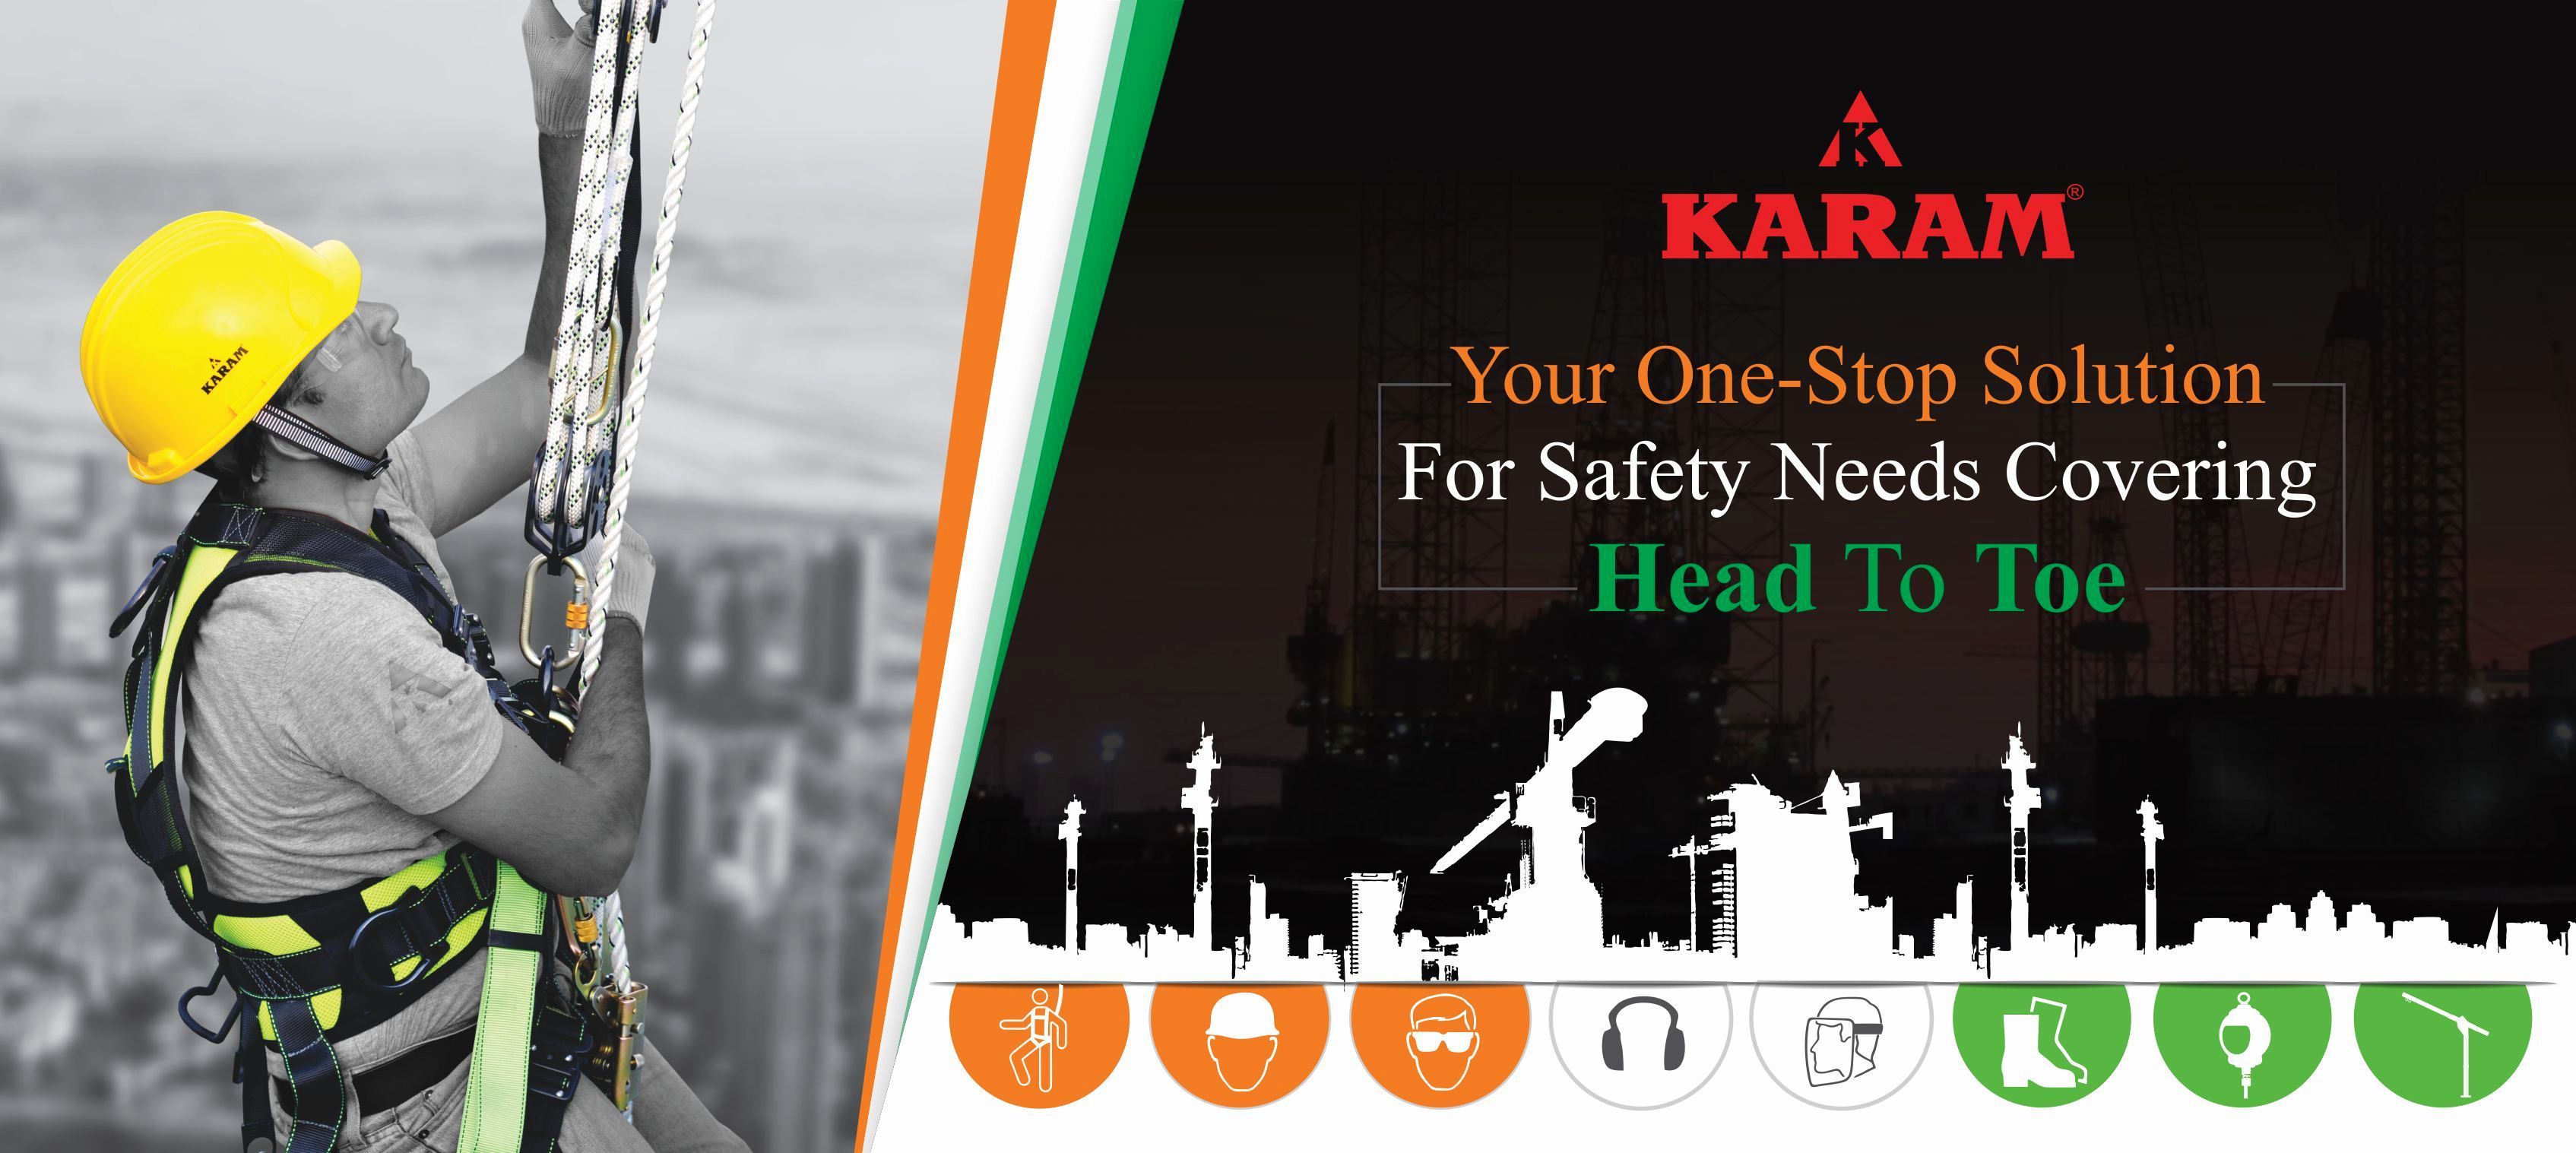 KARAM
K
KARAM®
Your One-Stop Solution
For Safety Needs Covering
Head To Toe